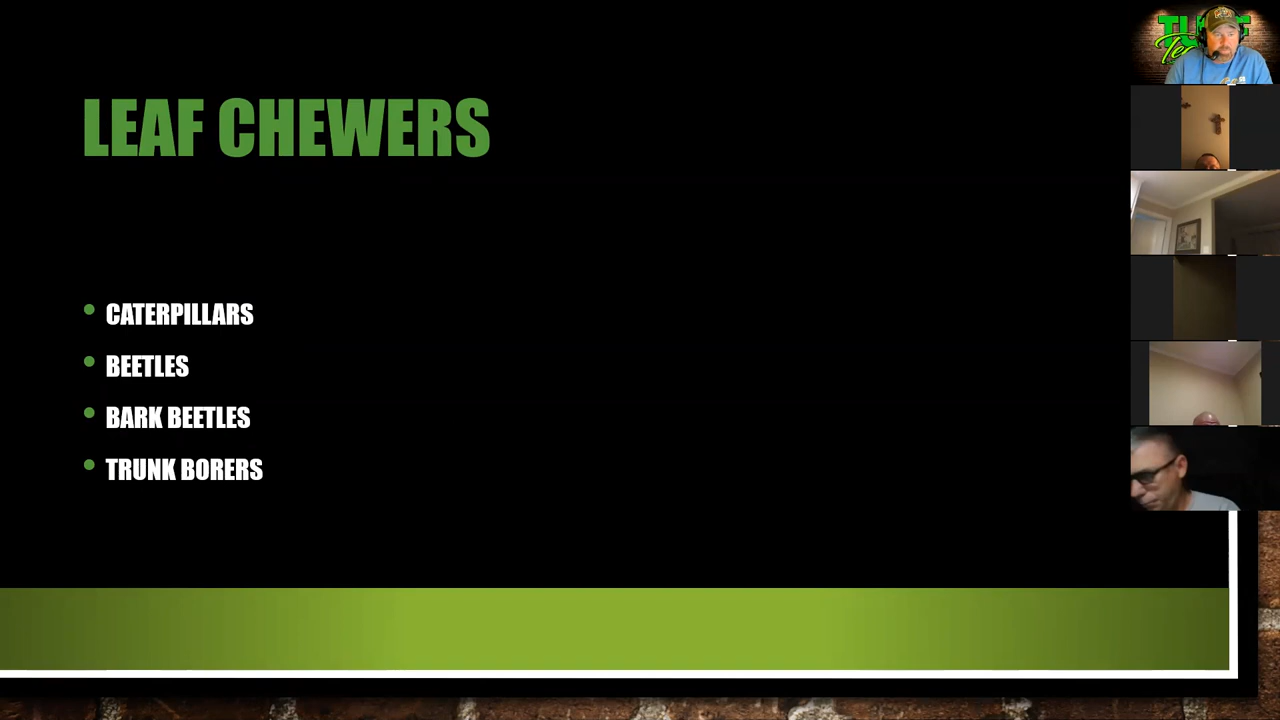 LEAF CHEWERS
CATERPILLARS
BEETLES
BARK BEETLES
TRUNK BORERS